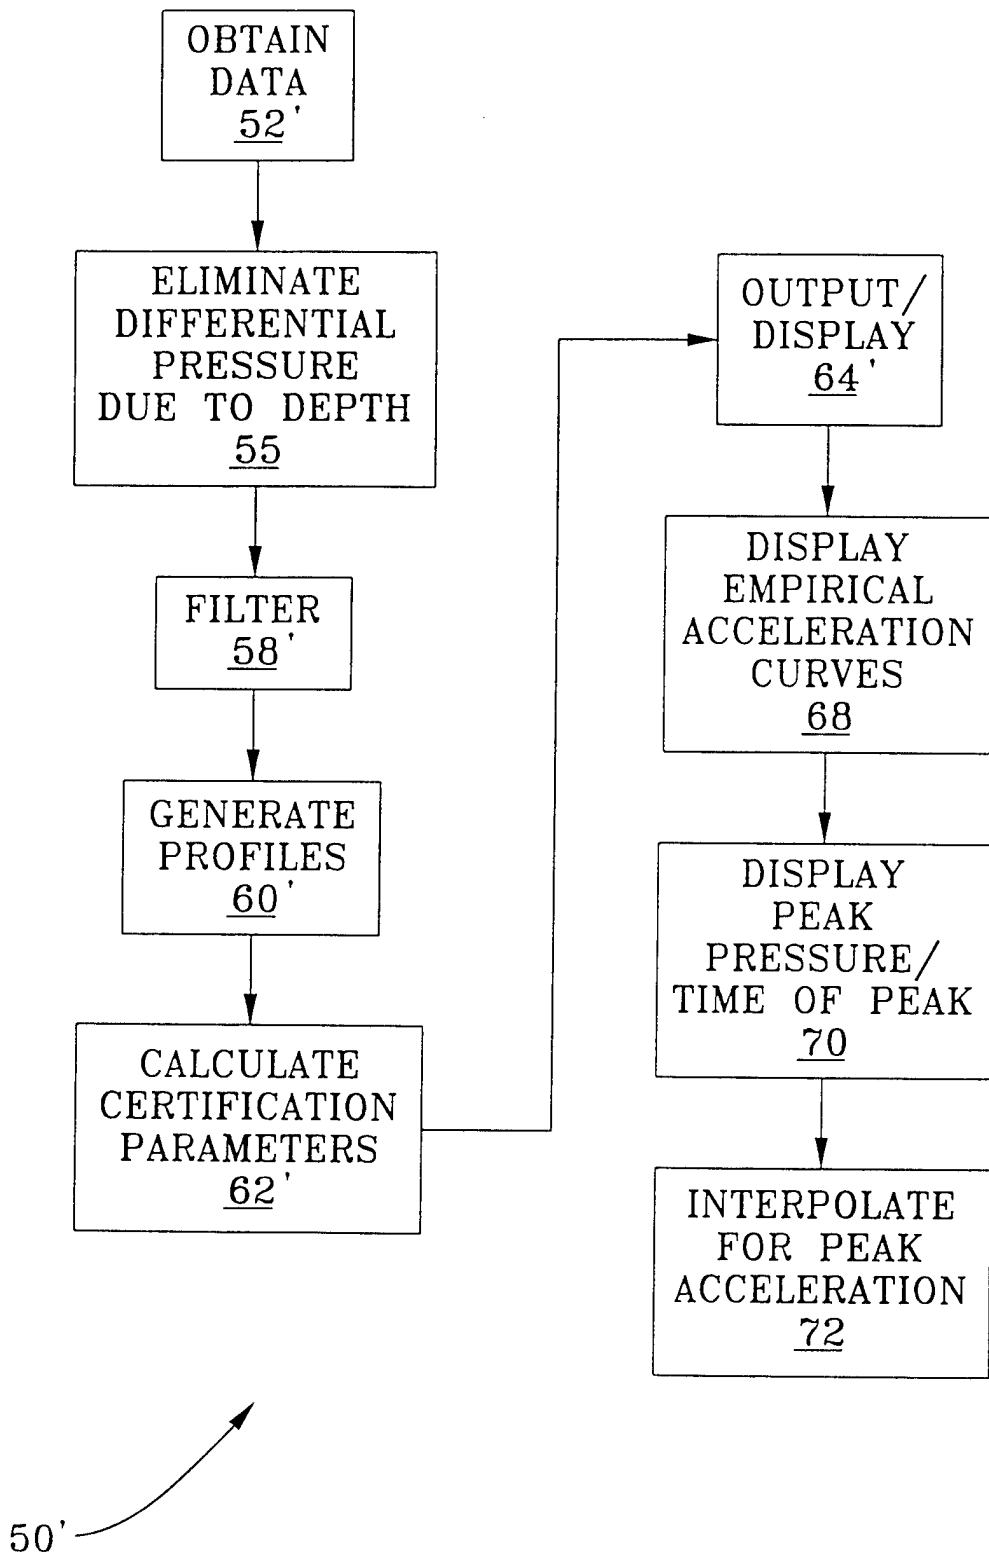 OBTAIN
DATA
52'
ELIMINATE
DIFFERENTIAL
PRESSURE
DUE TO DEPTH
55
FILTER
58'
GENERATE
PROFILES
60'
CALCULATE
CERTIFICATION
PARAMETERS
62'
OUTPUT/
DISPLAY
64'
DISPLAY
EMPIRICAL
ACCELERATION
CURVES
68
DISPLAY
PEAK
PRESSURE/
TIME OF PEAK
70
INTERPOLATE
FOR PEAK
ACCELERATION
72
50'